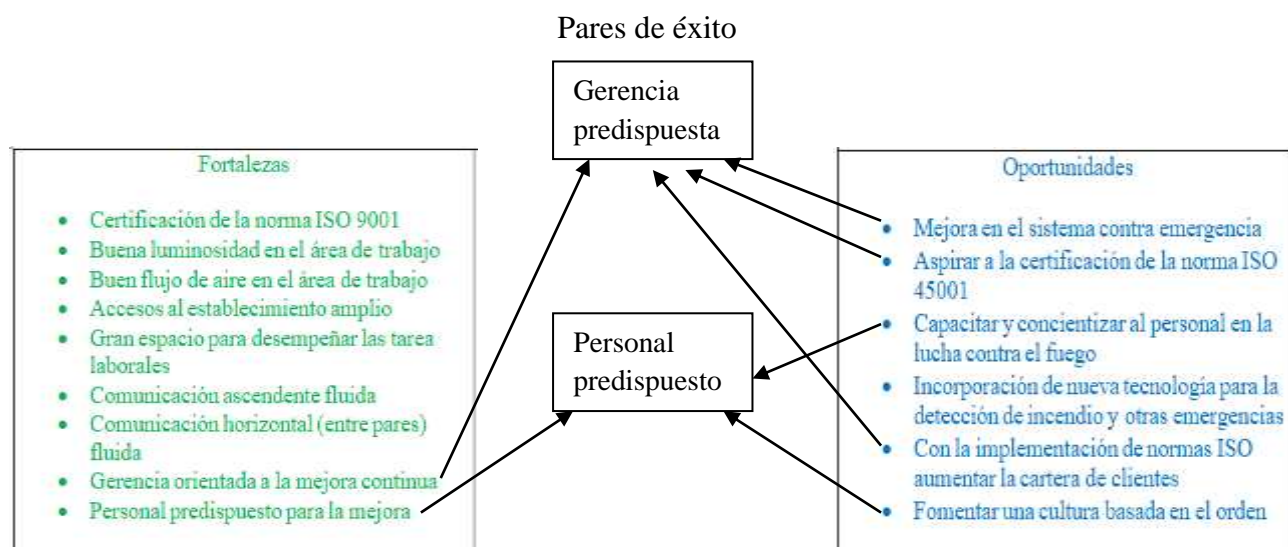 Pares de éxito
Gerencia
predispuesta
Fortalezas
• Certificación de la norma ISO 9001
• Buena luminosidad en el área de trabajo
• Buen flujo de aire en el área de trabajo
• Accesos al establecimiento amplio
• Gran espacio para desempeñar las tarea
laborales
• Comunicación ascendente fluida
• Comunicación horizontal (entre pares)
fluida
• Gerencia orientada a la mejora continua
• Personal predispuesto para la mejora
Personal
predispuesto
Oportunidades
• Mejora en el sistema contra emergencia
• Aspirar a la certificación de la norma ISO
45001
• Capacitar y concientizar al personal en la
lucha contra el fuego
• Incorporación de nueva tecnología para la
detección de incendio y otras emergencias
• Con la implementación de normas ISO
aumentar la cartera de clientes
• Fomentar una cultura basada en el orden